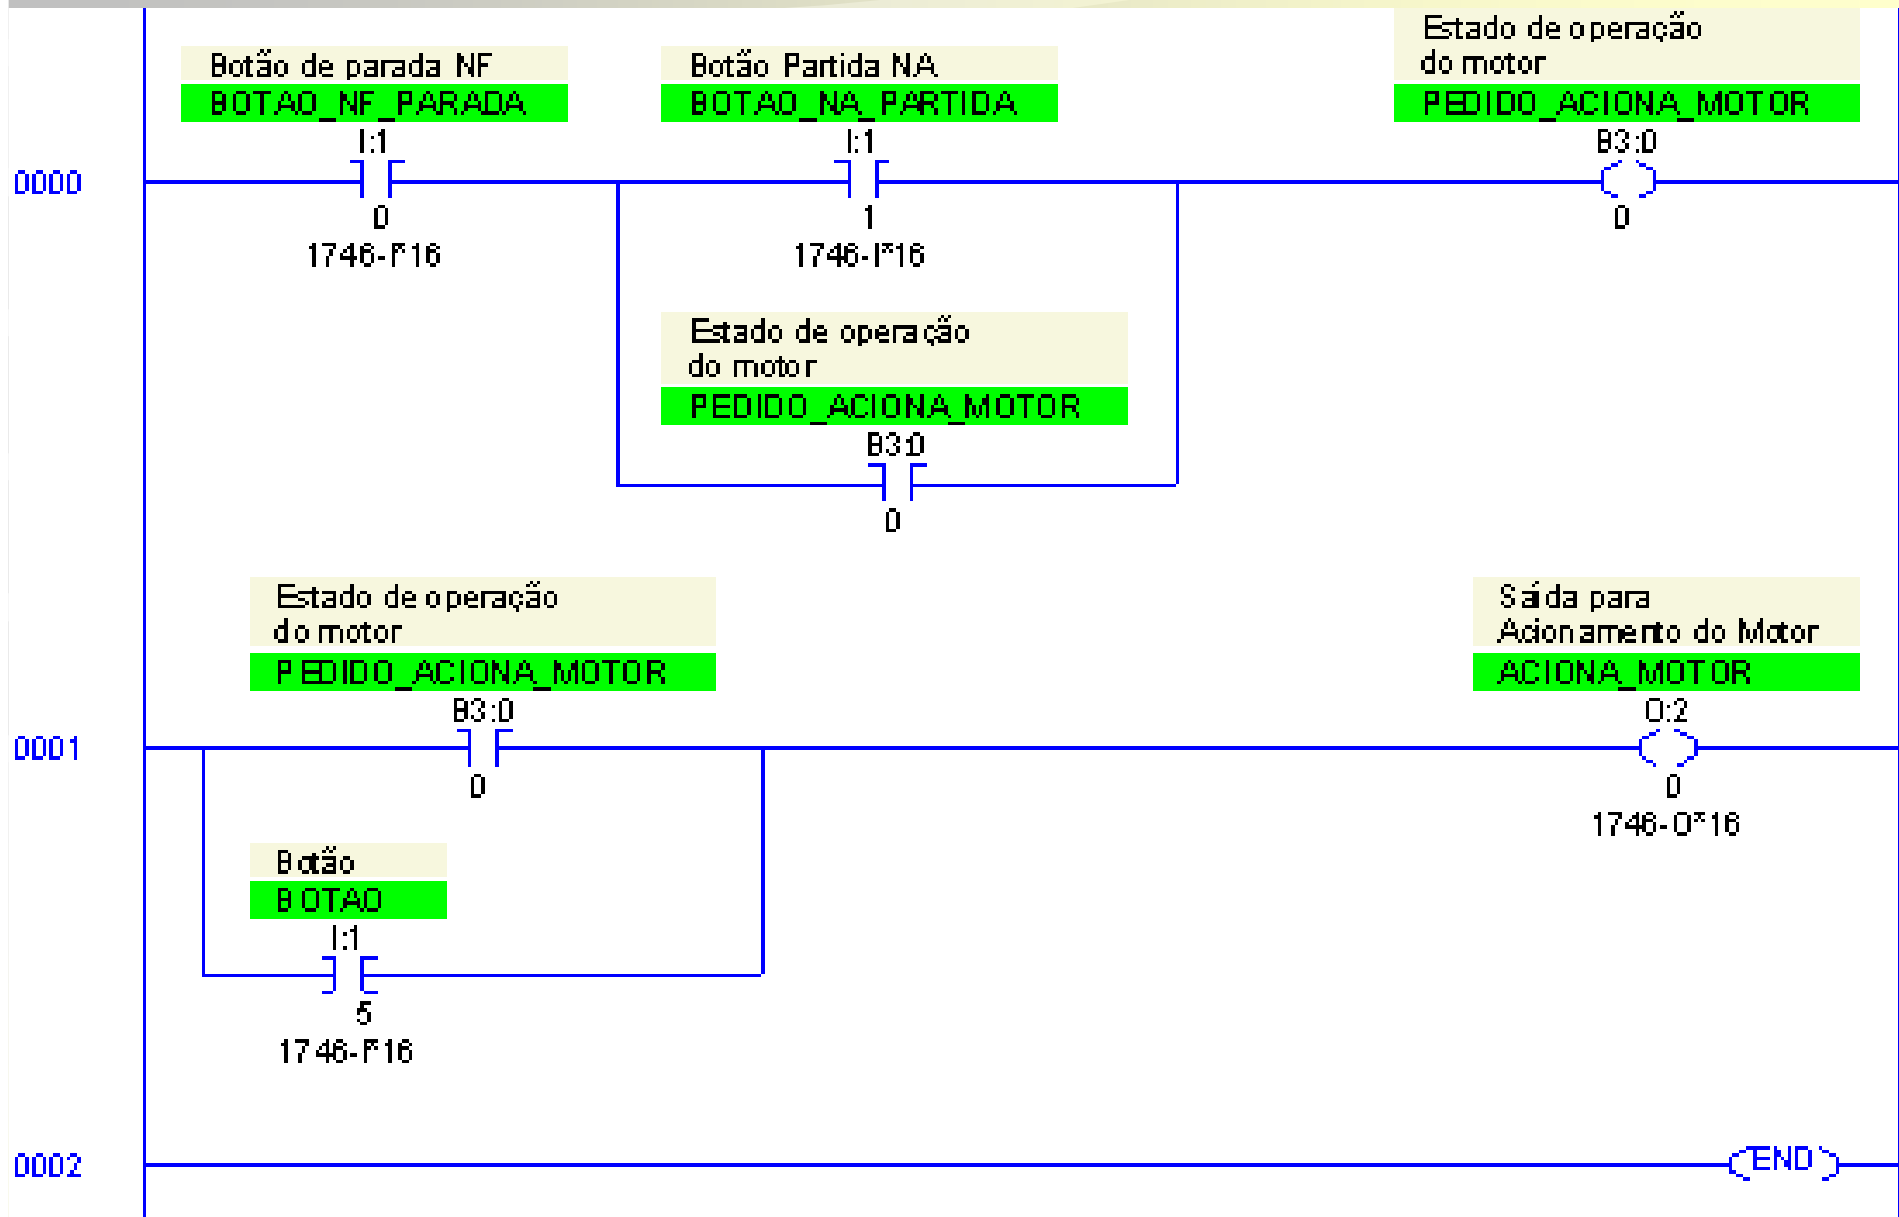 Botão de parada NF
BOTAO_NF_PARADA
I:1
0
1746-I*16
Botão Partida NA
BOTAO_NA_PARTIDA
I:1
1
1746-I*16
Estado de operação
do motor
PEDIDO_ACIONA_MOTOR
B3:0
0
0000
Estado de operação
do motor
PEDIDO_ACIONA_MOTOR
B3:0
0
Estado de operação
do motor
PEDIDO_ACIONA_MOTOR
B3:0
0
Saída para
Acionamento do Motor
ACIONA_MOTOR
O:2
0
1746-O*16
0001
Botão
BOTAO
I:1
5
1746-I*16
0002
END